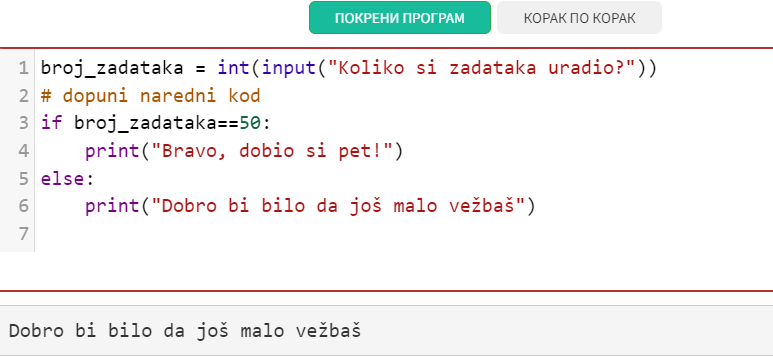 ПОКРЕНИ ПРОГРАМ КОРАК ПО КОРАК
1 broj_zadataka = int(input("Koliko si zadataka uradio?"))
2 # dopuni naredni kod
3 if broj_zadataka==50:
4     print("Bravo, dobio si pet!")
5 else:
6     print("Dobro bi bilo da još malo vežbaš")
7
Dobro bi bilo da još malo vežbaš